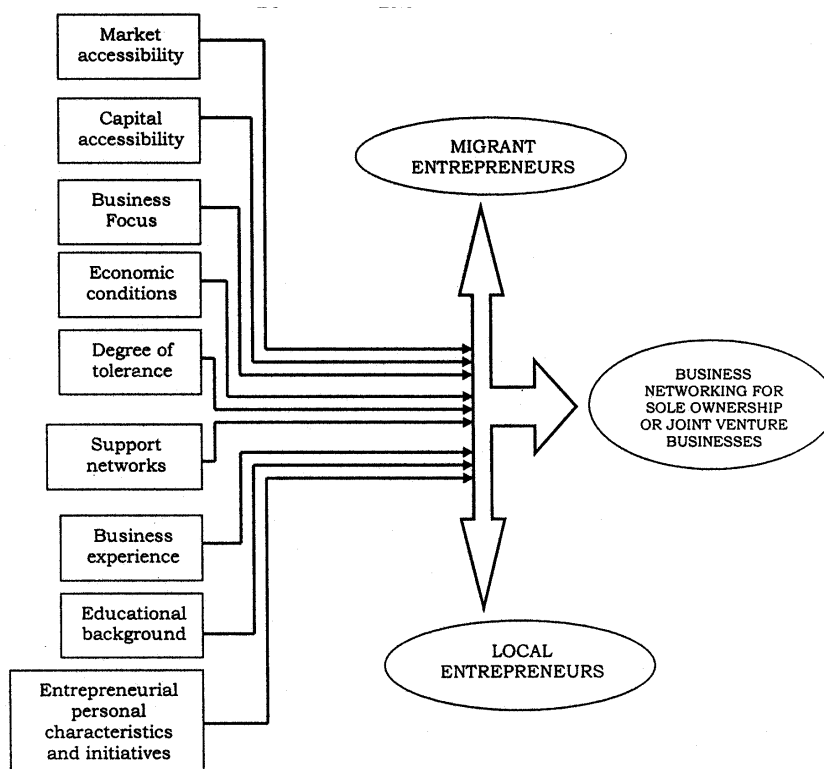 Market
accessibility
Capital
accessibility
Business
Focus
Economic
conditions
Degree of
tolerance
Support
networks
Business
experience
Educational
background
Entrepreneurial
personal
characteristics
and initiatives
MIGRANT
ENTREPRENEURS
BUSINESS
NETWORKING FOR
SOLE OWNERSHIP
OR JOINT VENTURE
BUSINESSES
LOCAL
ENTREPRENEURS